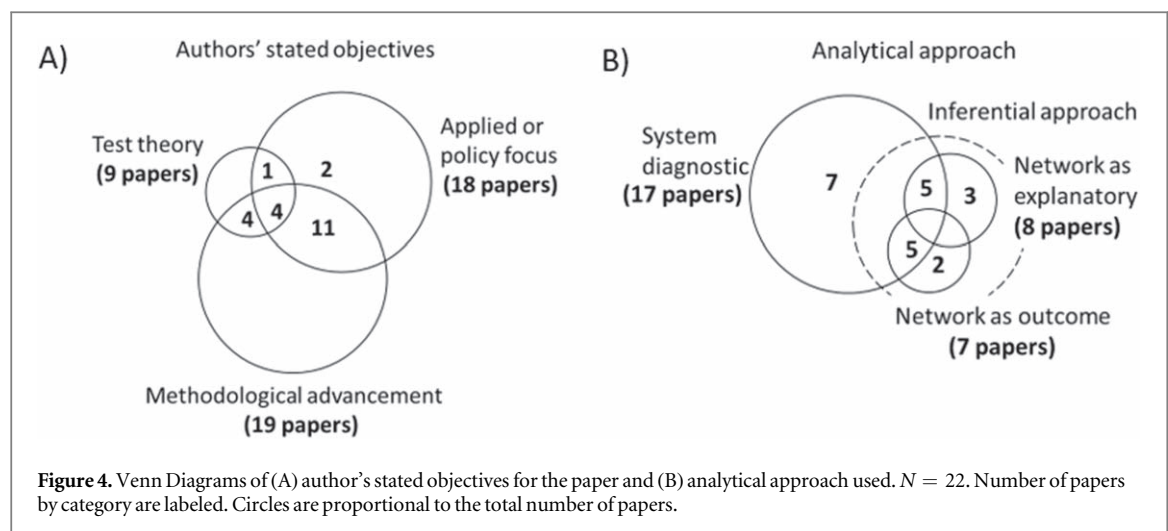 A)
Authors' stated objectives
Test theory
(9 papers)
1
2
Applied or
policy focus
(18 papers)
4
4
11
Methodological advancement
(19 papers)
B)
Analytical approach
Inferential approach
System
diagnostic
(17 papers)
7
5
3
Network as
explanatory
(8 papers)
5
2
Network as outcome
(7 papers)
Figure 4. Venn Diagrams of (A) author's stated objectives for the paper and (B) analytical approach used. N = 22. Number of papers
by category are labeled. Circles are proportional to the total number of papers.